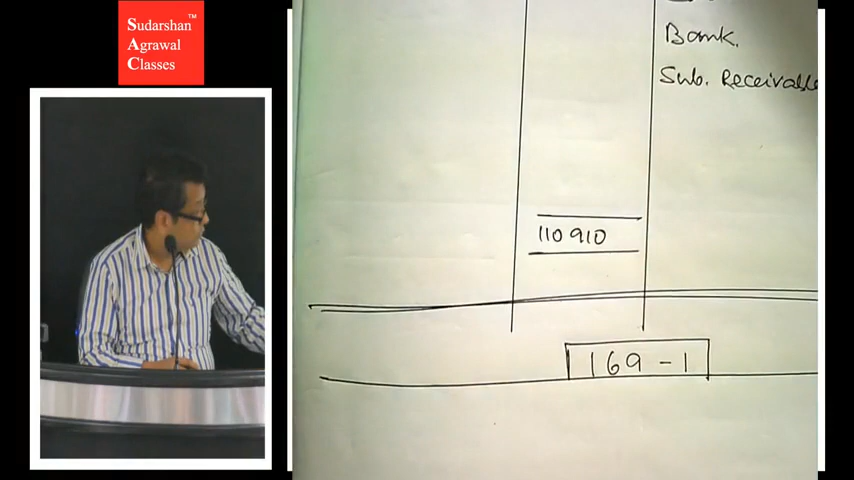 Sudarshan™
Agrawal
Classes
Bank.
Sub. Receivable
110910
169-1